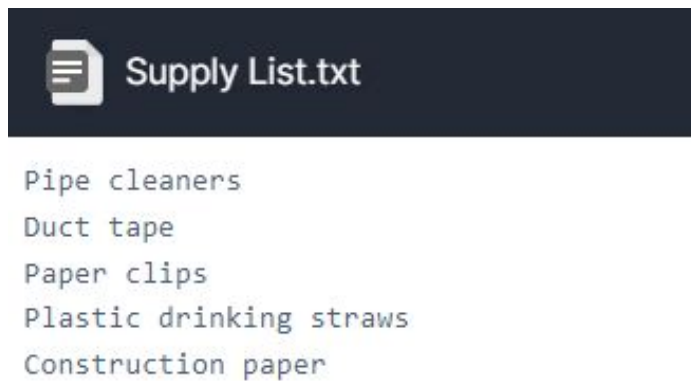 Supply List.txt
Pipe cleaners
Duct tape
Paper clips
Plastic drinking straws
Construction paper